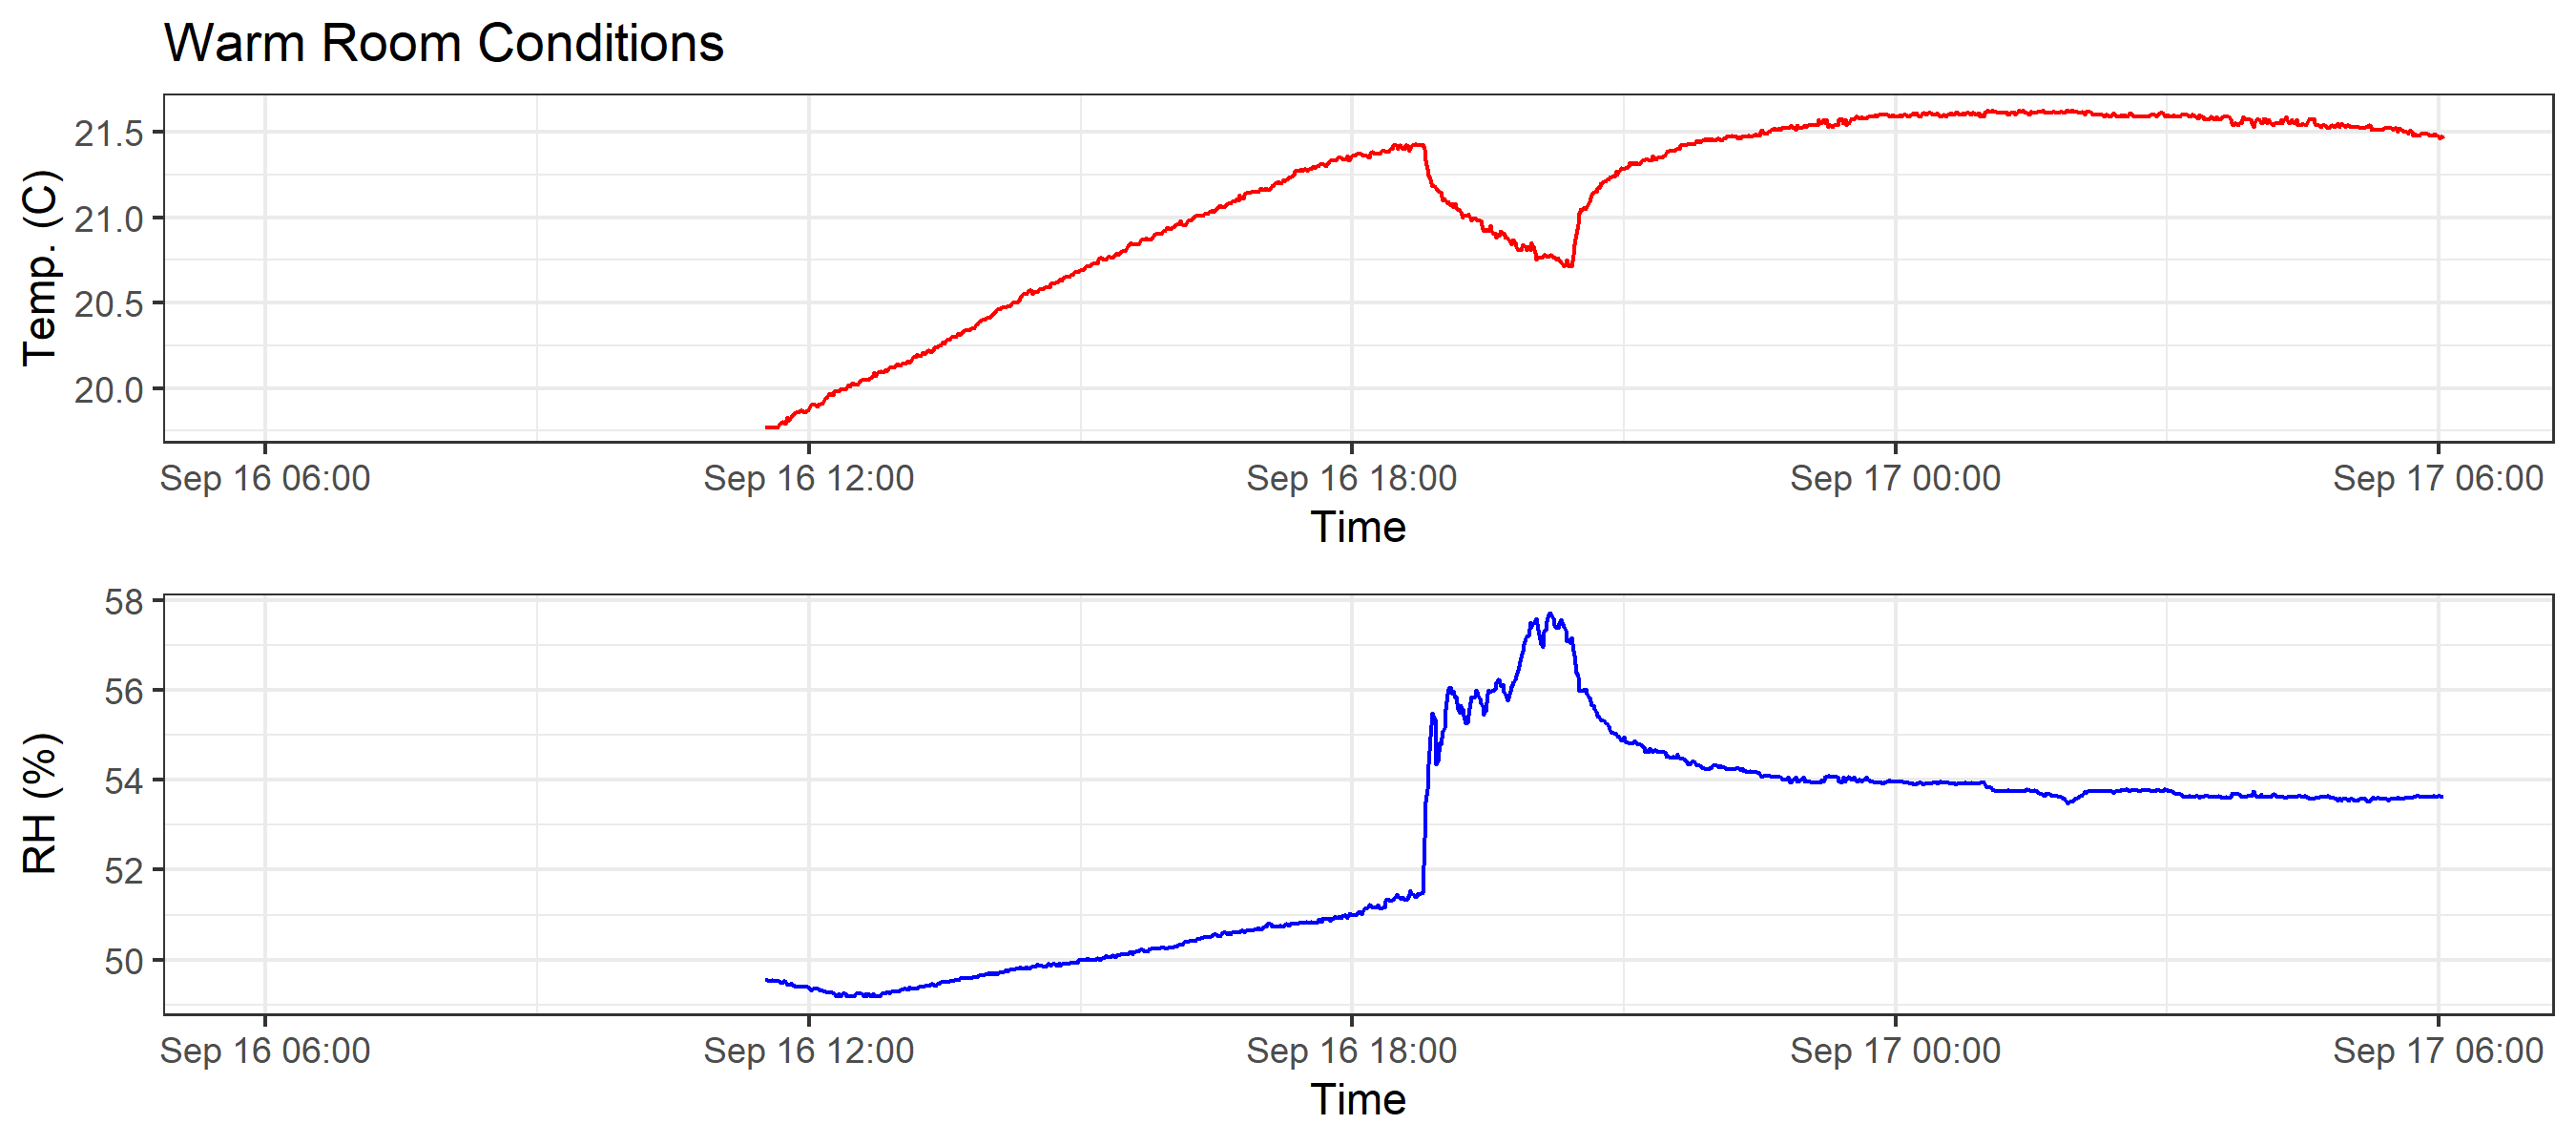 Warm Room Conditions
Temp. (C)
21.5
21.0
20.5
20.0
Sep 16 06:00 Sep 16 12:00 Sep 16 18:00 Sep 17 00:00 Sep 17 06:00
Time
RH (%)
58
56
54
52
50
Sep 16 06:00 Sep 16 12:00 Sep 16 18:00 Sep 17 00:00 Sep 17 06:00
Time